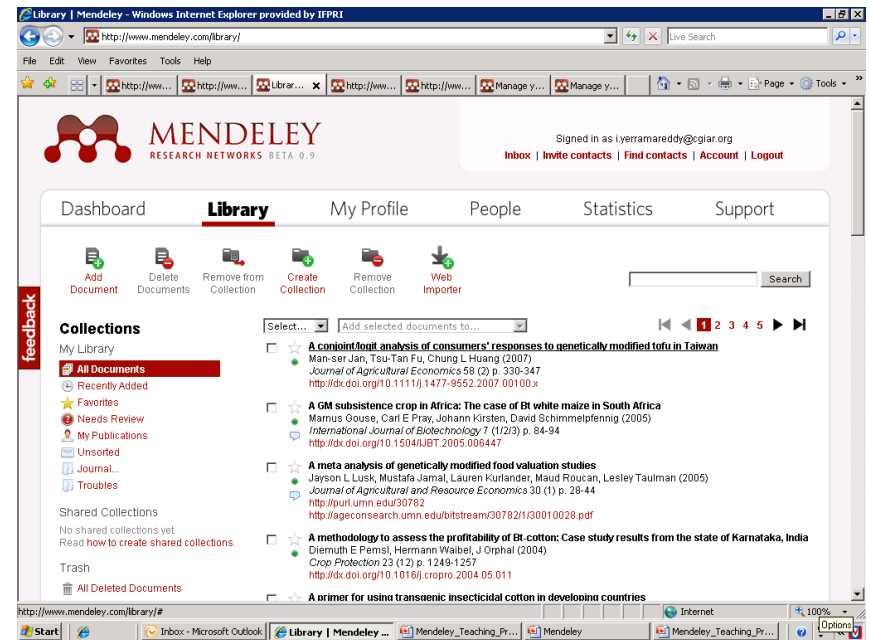 Library | Mendeley - Windows Internet Explorer provided by IFPRI
http://www.mendeley.com/library/
Live Search
File Edit View Favorites Tools Help
http://ww... http://ww... Librar... http://ww... http://ww... Manage y... Manage y... Page Tools
MENDELEY
RESEARCH NETWORKS BETA 0.9
Signed in as i.yerramareddy@cgiar.org
Inbox | Invite contacts | Find contacts | Account | Logout
Dashboard Library My Profile People Statistics Support
Add Document
Delete Documents
Remove from Collection
Create Collection
Remove Collection
Web Importer
Search
feedback
Collections
My Library
All Documents
Recently Added
Favorites
Needs Review
My Publications
Unsorted
Journal...
Troubles
Shared Collections
No shared collections yet.
Read how to create shared collections.
Trash
All Deleted Documents
Select... Add selected documents to... 1 2 3 4 5
A conjoint/logit analysis of consumers' responses to genetically modified tofu in Taiwan
Man-ser Jan, Tsu-Tan Fu, Chung L Huang (2007)
Journal of Agricultural Economics 58 (2) p. 330-347
http://dx.doi.org/10.1111/j.1477-9552.2007.00100.x
A GM subsistence crop in Africa: The case of Bt white maize in South Africa
Marnus Gouse, Carl E Pray, Johann Kirsten, David Schimmelpfennig (2005)
International Journal of Biotechnology 7 (1/2/3) p. 84-94
http://dx.doi.org/10.1504/IJBT.2005.006447
A meta analysis of genetically modified food valuation studies
Jayson L Lusk, Mustafa Jamal, Lauren Kurlander, Maud Roucan, Lesley Taulman (2005)
Journal of Agricultural and Resource Economics 30 (1) p. 28-44
http://purl.umn.edu/30782
http://ageconsearch.umn.edu/bitstream/30782/1/30010028.pdf
A methodology to assess the profitability of Bt-cotton: Case study results from the state of Karnataka, India
Diemuth E Pemsl, Hermann Waibel, J Orphal (2004)
Crop Protection 23 (12) p. 1249-1257
http://dx.doi.org/10.1016/j.cropro.2004.05.011
A primer for using transgenic insecticidal cotton in developing countries
http://www.mendeley.com/library/# Internet 100%
Options
Start Inbox - Microsoft Outlook Library | Mendeley ... Mendeley_Teaching_Pr... Mendeley Mendeley_Teaching_Pr...